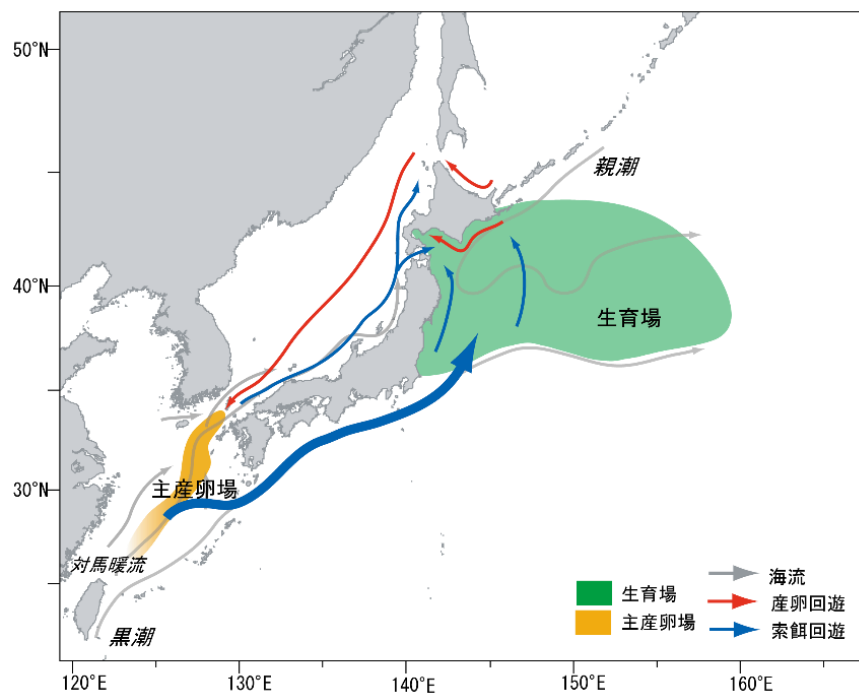 50°N
親潮
40°N
生育場
主産卵場
30°N
対馬暖流
黒潮
生育場
主産卵場
海流
産卵回遊
索餌回遊
120°E
130°E
140°E
150°E
160°E